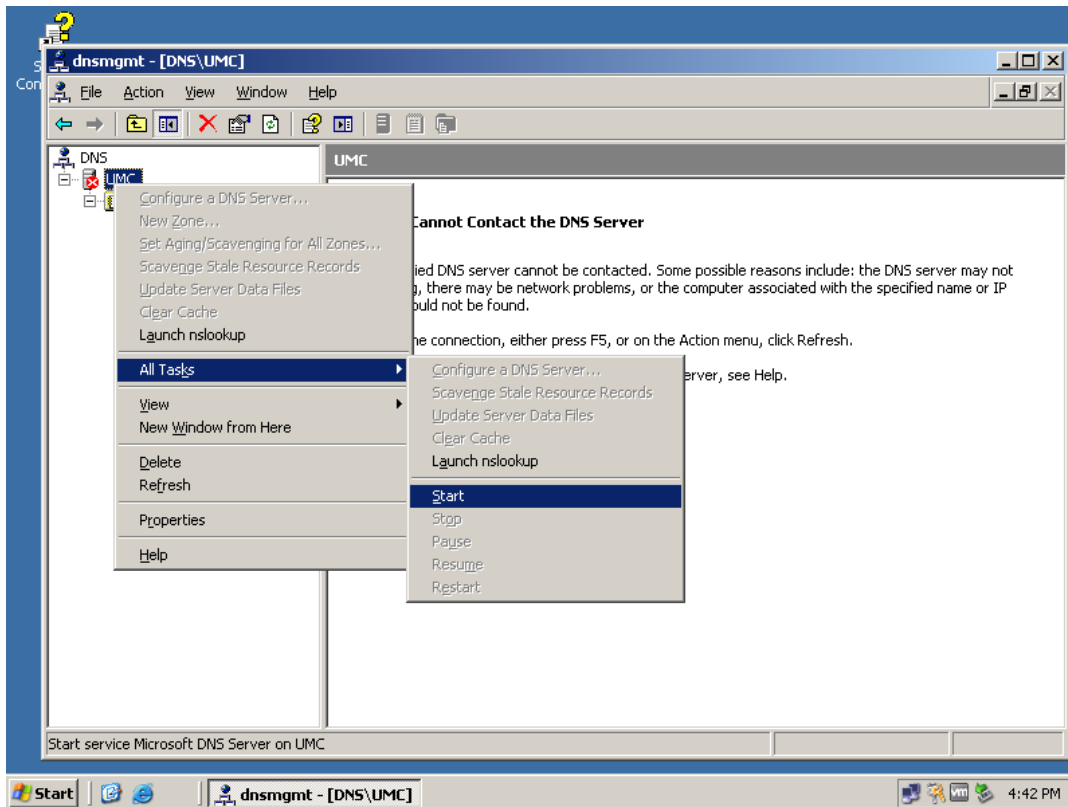 S
Con
dnsmgmt - [DNS\UMC]
File Action View Window Help
DNS
UMC
UMC
Configure a DNS Server...
New Zone...
Set Aging/Scavenging for All Zones...
Scavenge Stale Resource Records
Update Server Data Files
Clear Cache
Launch nslookup
All Tasks
View
New Window from Here
Delete
Refresh
Properties
Help
Cannot Contact the DNS Server
ied DNS server cannot be contacted. Some possible reasons include: the DNS server may not
, there may be network problems, or the computer associated with the specified name or IP
ould not be found.
he connection, either press F5, or on the Action menu, click Refresh.
erver, see Help.
Configure a DNS Server...
Scavenge Stale Resource Records
Update Server Data Files
Clear Cache
Launch nslookup
Start
Stop
Pause
Resume
Restart
Start service Microsoft DNS Server on UMC
Start
dnsmgmt - [DNS\UMC]
vm
4:42 PM